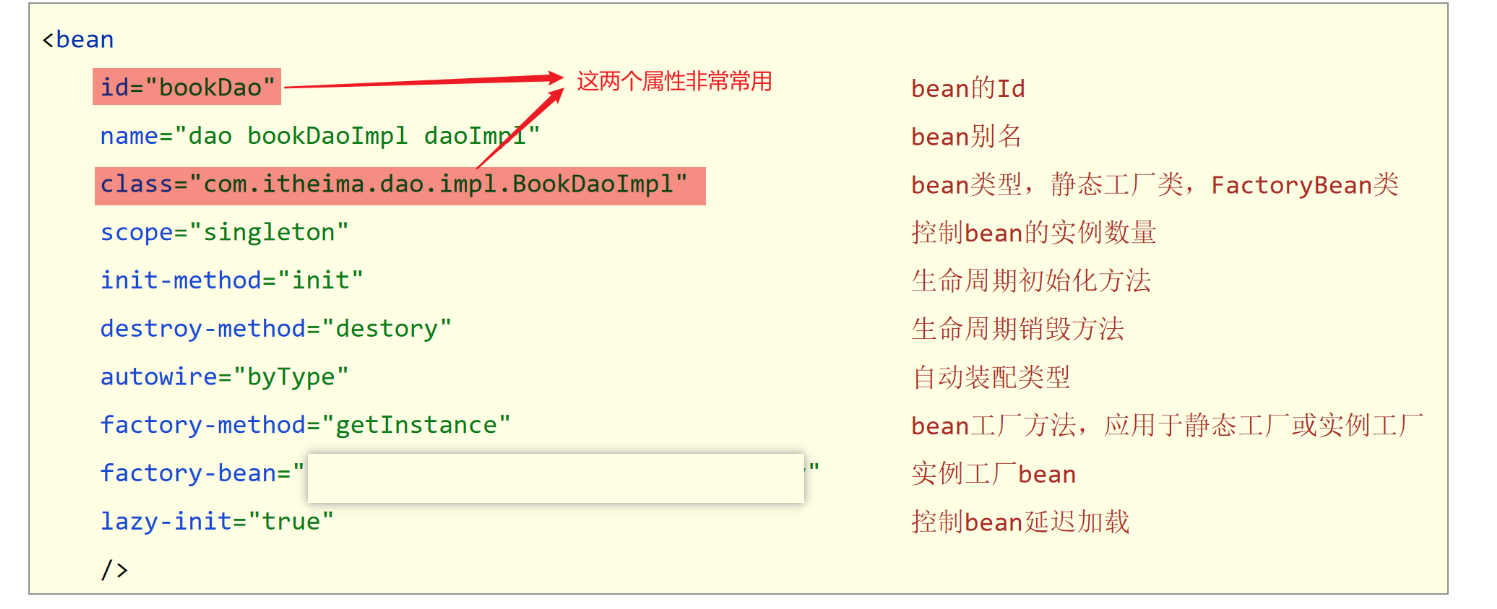 <bean
id="bookDao" 这两个属性非常常用 bean的Id
name="dao bookDaoImpl daoImpl" bean别名
class="com.itheima.dao.impl.BookDaoImpl" bean类型，静态工厂类，FactoryBean类
scope="singleton" 控制bean的实例数量
init-method="init" 生命周期初始化方法
destroy-method="destory" 生命周期销毁方法
autowire="byType" 自动装配类型
factory-method="getInstance" bean工厂方法，应用于静态工厂或实例工厂
factory-bean=" " 实例工厂bean
lazy-init="true" 控制bean延迟加载
/>